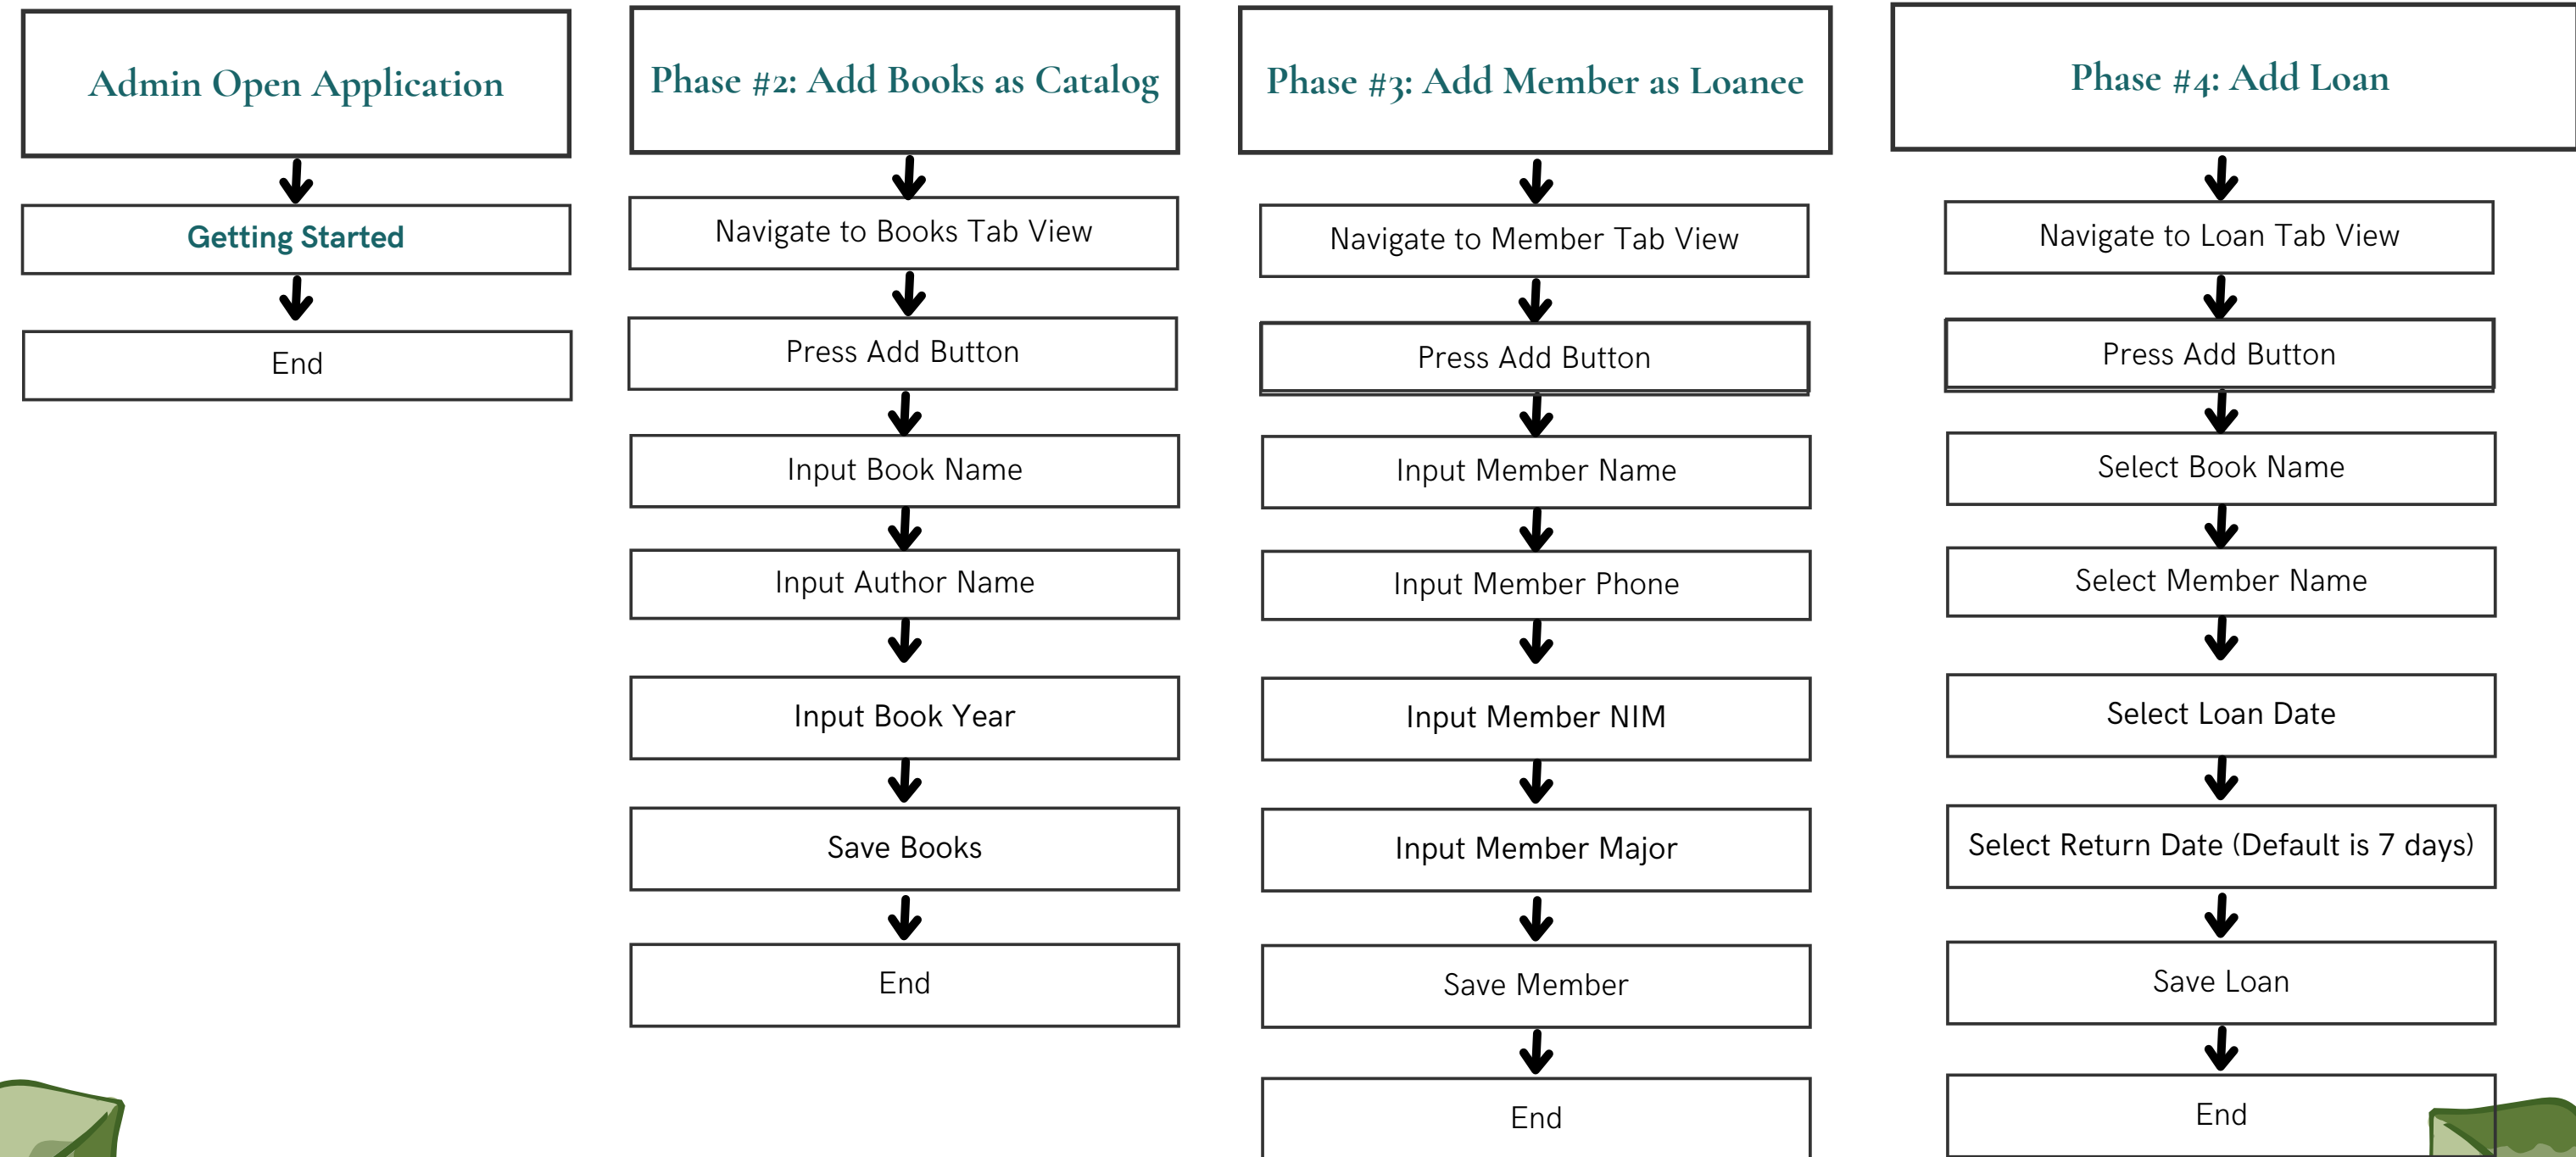 Admin Open Application
Getting Started
End
Phase #2: Add Books as Catalog
Navigate to Books Tab View
Press Add Button
Input Book Name
Input Author Name
Input Book Year
Save Books
End
Phase #3: Add Member as Loanee
Navigate to Member Tab View
Press Add Button
Input Member Name
Input Member Phone
Input Member NIM
Input Member Major
Save Member
End
Phase #4: Add Loan
Navigate to Loan Tab View
Press Add Button
Select Book Name
Select Member Name
Select Loan Date
Select Return Date (Default is 7 days)
Save Loan
End